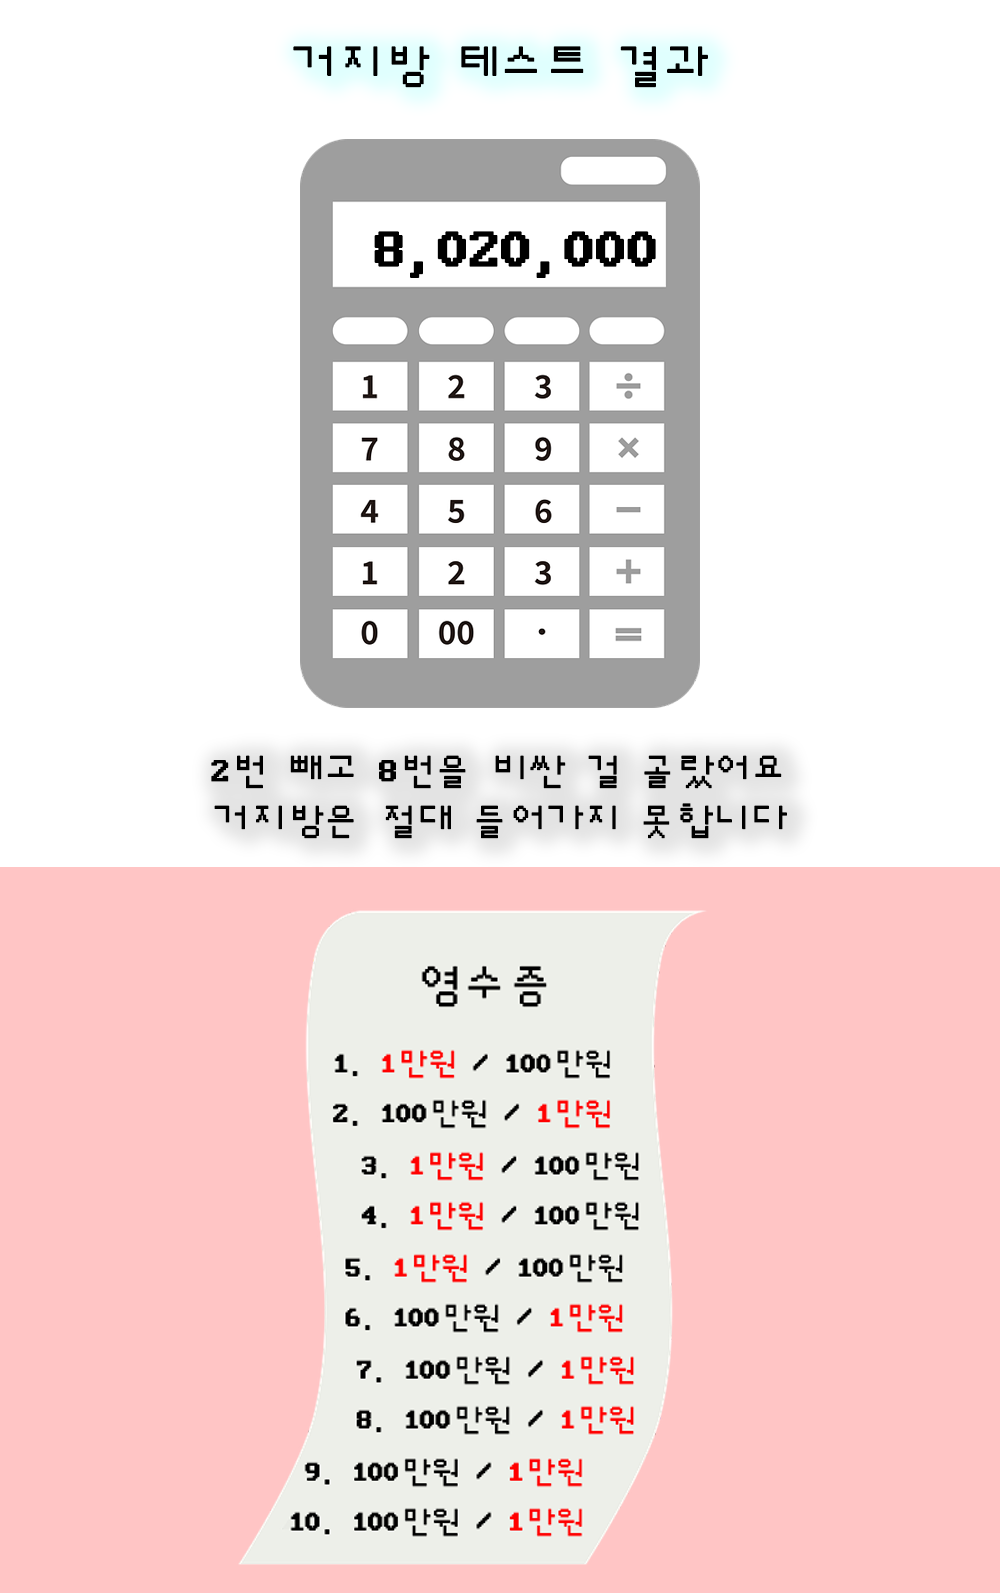 거지방 테스트 결과
8,020,000
1 2 3 ÷
7 8 9 ×
4 5 6 −
1 2 3 +
0 00 · =
2번 빼고 8번을 비싼 걸 골랐어요
거지방은 절대 들어가지 못합니다
영수증
1. 1만원 / 100만원
2. 100만원 / 1만원
3. 1만원 / 100만원
4. 1만원 / 100만원
5. 1만원 / 100만원
6. 100만원 / 1만원
7. 100만원 / 1만원
8. 100만원 / 1만원
9. 100만원 / 1만원
10. 100만원 / 1만원